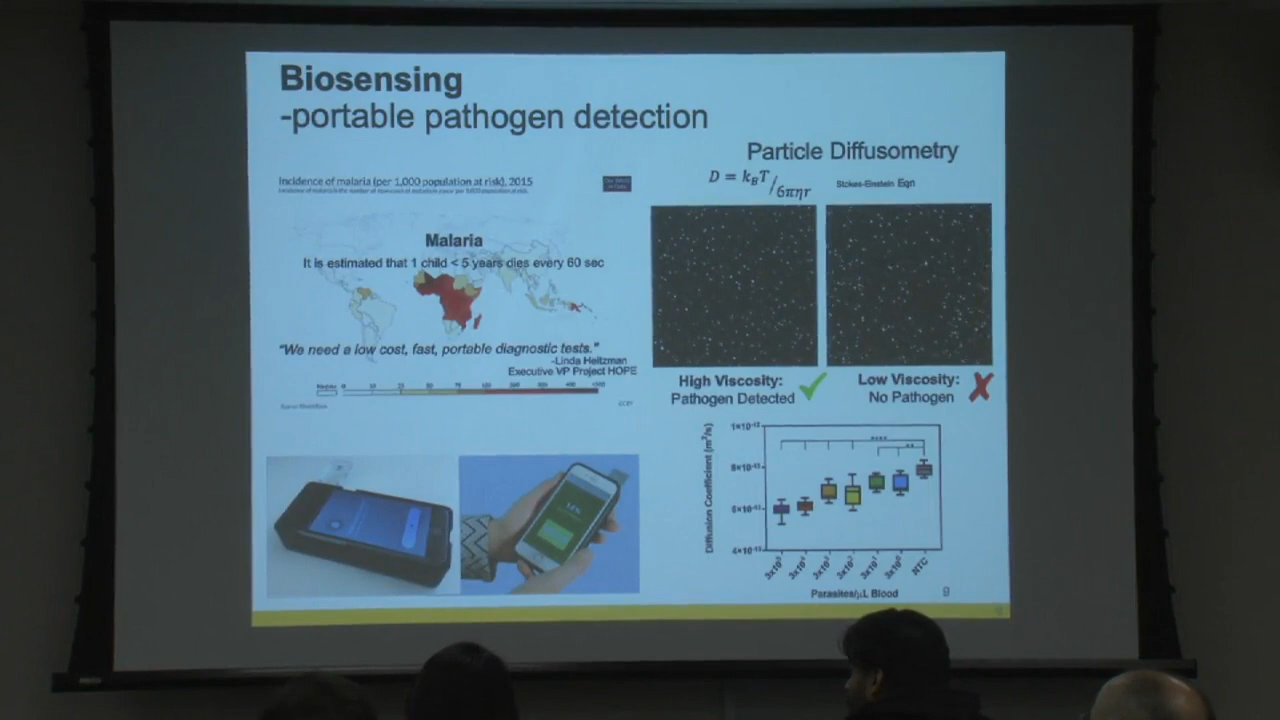 Biosensing
-portable pathogen detection
Incidence of malaria (per 1,000 population at risk), 2015
Malaria
It is estimated that 1 child < 5 years dies every 60 sec
"We need a low cost, fast, portable diagnostic tests."
-Linda Heitzman
Executive VP Project HOPE
Particle Diffusometry
D = k_BT/6πηr
Stokes-Einstein Eqn
High Viscosity:
Pathogen Detected
Low Viscosity:
No Pathogen
Diffusion Coefficient (m²/s)
****
**
NTC
Parasites/µL Blood
9